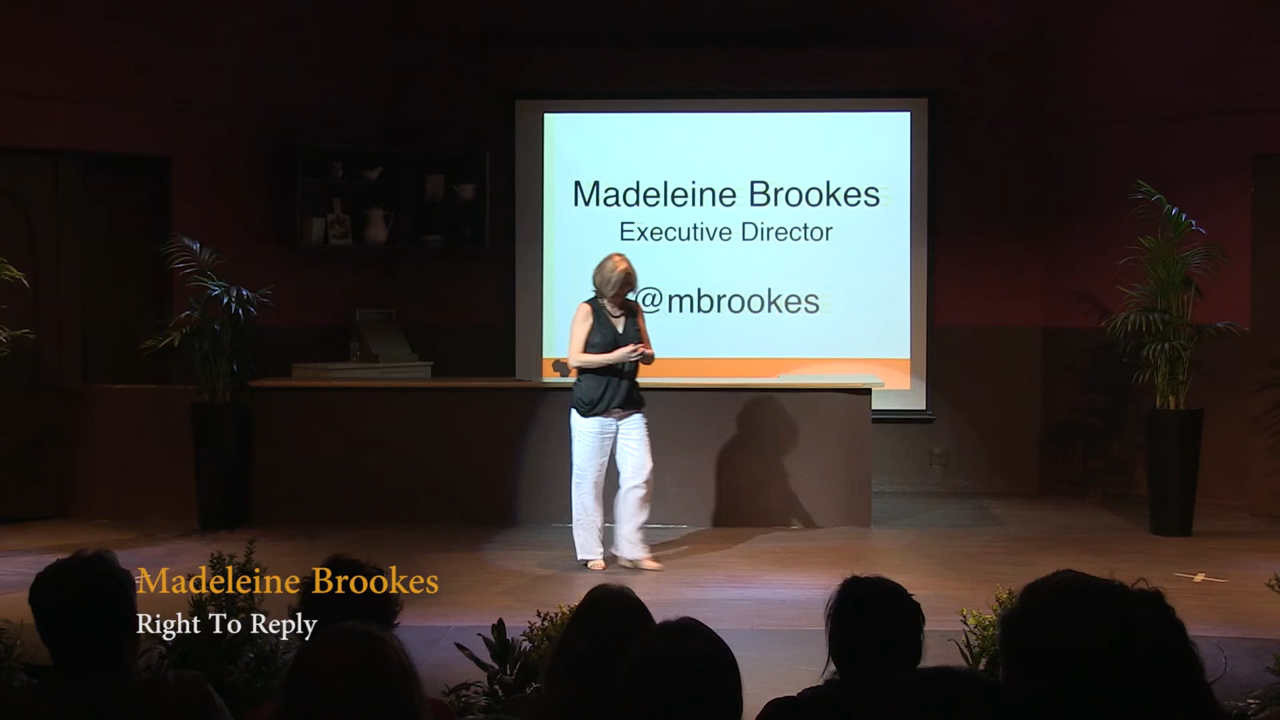 Madeleine Brookes
Executive Director
@mbrookes
Madeleine Brookes
Right To Reply